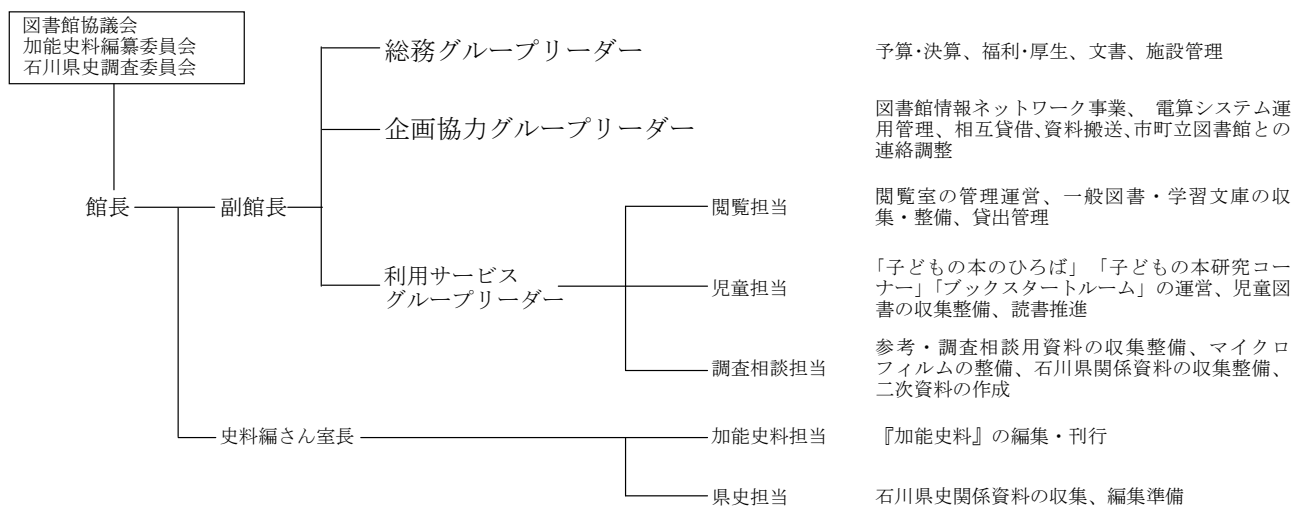 図書館協議会
加能史料編纂委員会
石川県史調査委員会
総務グループリーダー
予算・決算、福利・厚生、文書、施設管理
企画協力グループリーダー
図書館情報ネットワーク事業、 電算システム運
用管理、相互貸借、資料搬送、市町立図書館との
連絡調整
館長
副館長
閲覧担当
閲覧室の管理運営、一般図書・学習文庫の収
集・整備、貸出管理
利用サービス
グループリーダー
児童担当
「子どもの本のひろば」「子どもの本研究コー
ナー」「ブックスタートルーム」の運営、児童図
書の収集整備、読書推進
調査相談担当
参考・調査相談用資料の収集整備、マイクロ
フィルムの整備、石川県関係資料の収集整備、
二次資料の作成
史料編さん室長
加能史料担当
『加能史料』の編集・刊行
県史担当
石川県史関係資料の収集、編集準備